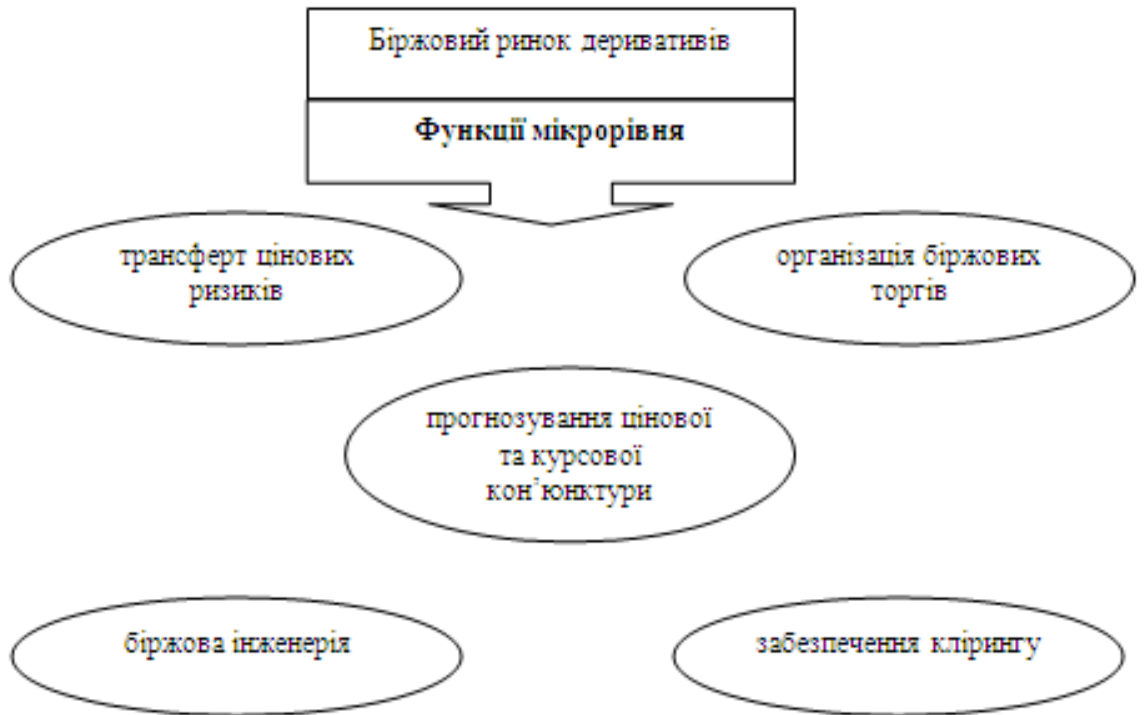 Біржовий ринок деривативів
Функції мікрорівня
трансферт цінових
ризиків
організація біржових
торгів
прогнозування цінової
та курсової
кон’юнктури
біржова інженерія
забезпечення клірингу